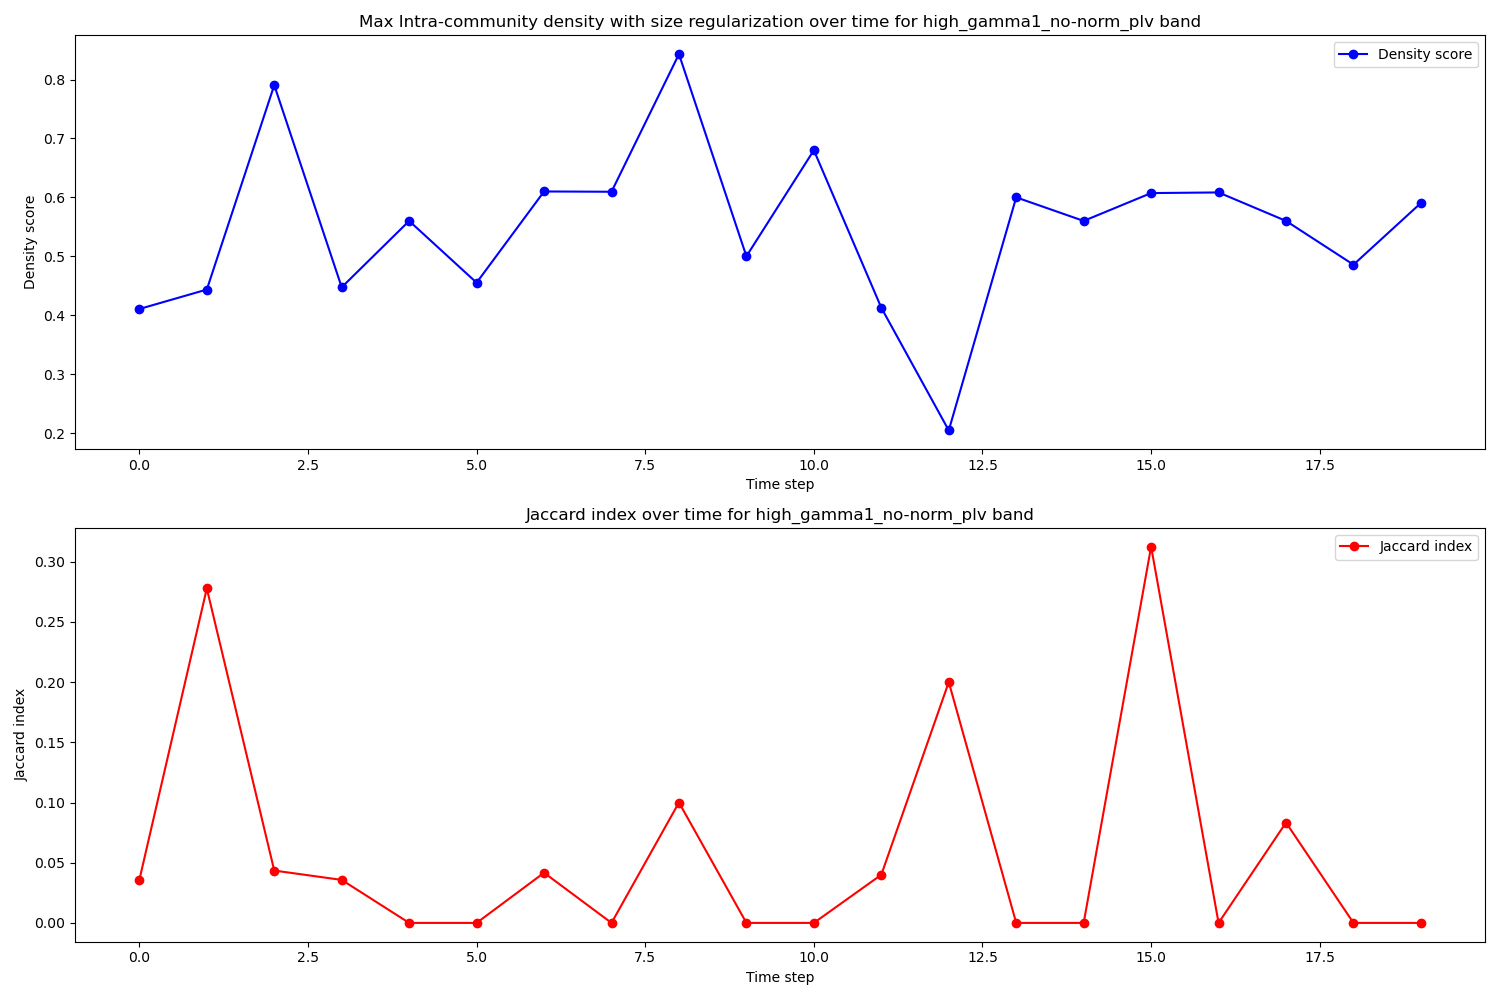 Max Intra-community density with size regularization over time for high_gamma1_no-norm_plv band
Density score
Density score
0.8
0.7
0.6
0.5
0.4
0.3
0.2
0.0 2.5 5.0 7.5 10.0 12.5 15.0 17.5
Time step
Jaccard index over time for high_gamma1_no-norm_plv band
Jaccard index
Jaccard index
0.30
0.25
0.20
0.15
0.10
0.05
0.00
0.0 2.5 5.0 7.5 10.0 12.5 15.0 17.5
Time step